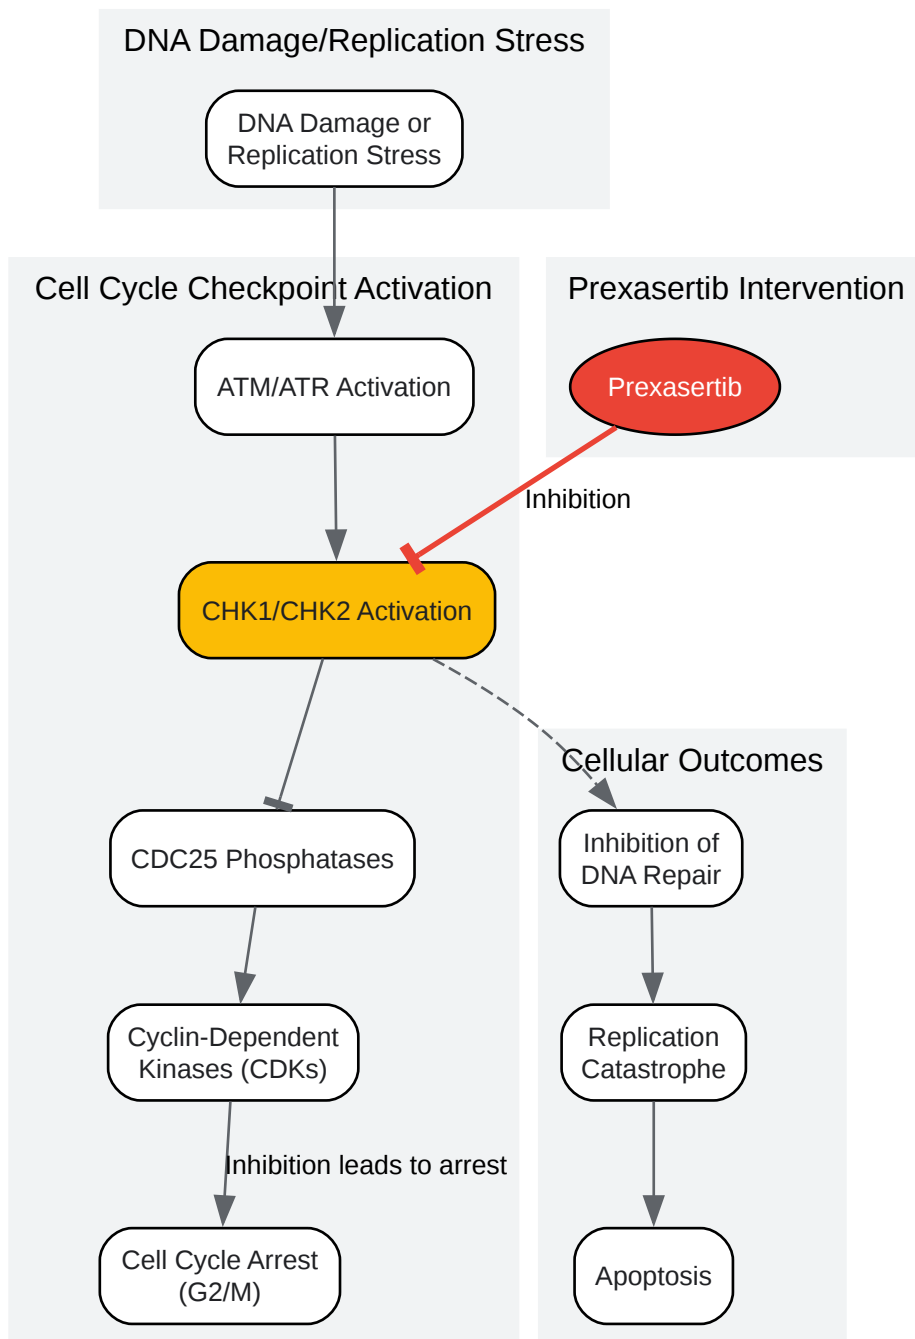 DNA Damage/Replication Stress
DNA Damage or
Replication Stress
Cell Cycle Checkpoint Activation
Prexasertib Intervention
ATM/ATR Activation
Prexasertib
Inhibition
CHK1/CHK2 Activation
Cellular Outcomes
CDC25 Phosphatases
Inhibition of
DNA Repair
Cyclin-Dependent
Kinases (CDKs)
Replication
Catastrophe
Inhibition leads to arrest
Cell Cycle Arrest
(G2/M)
Apoptosis